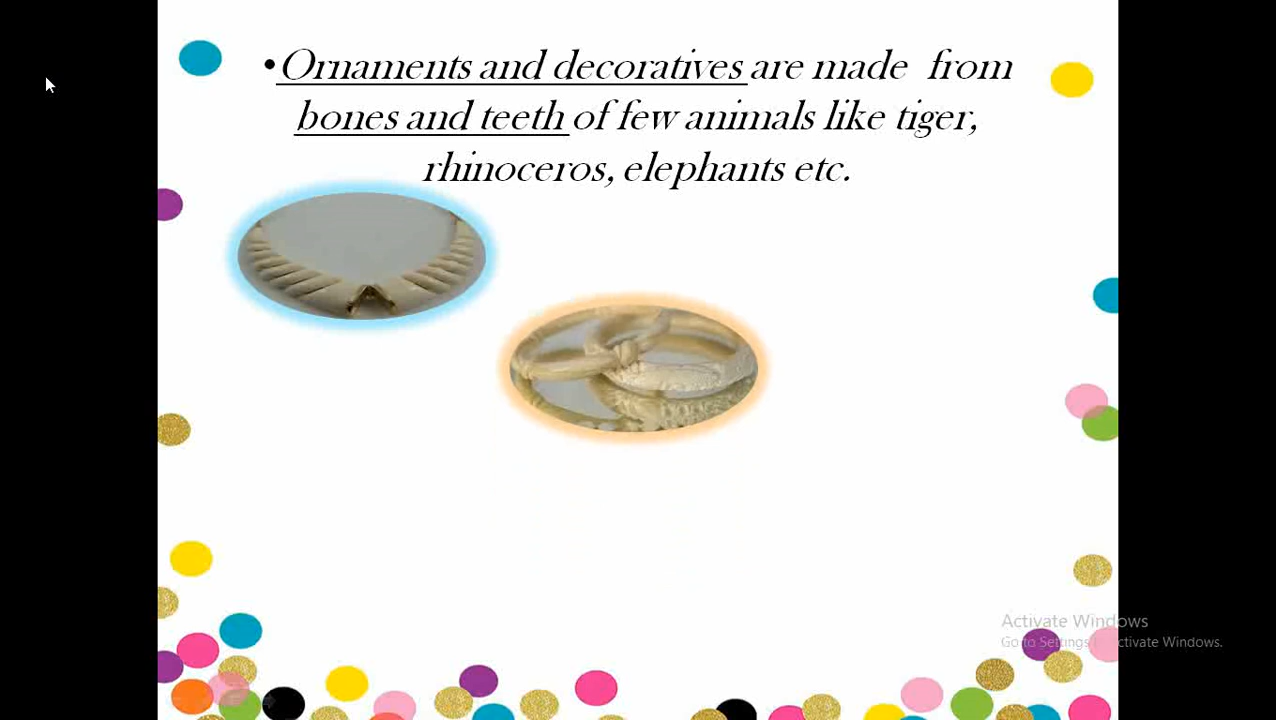 •Ornaments and decoratives are made from
bones and teeth of few animals like tiger,
rhinoceros, elephants etc.
Activate Windows